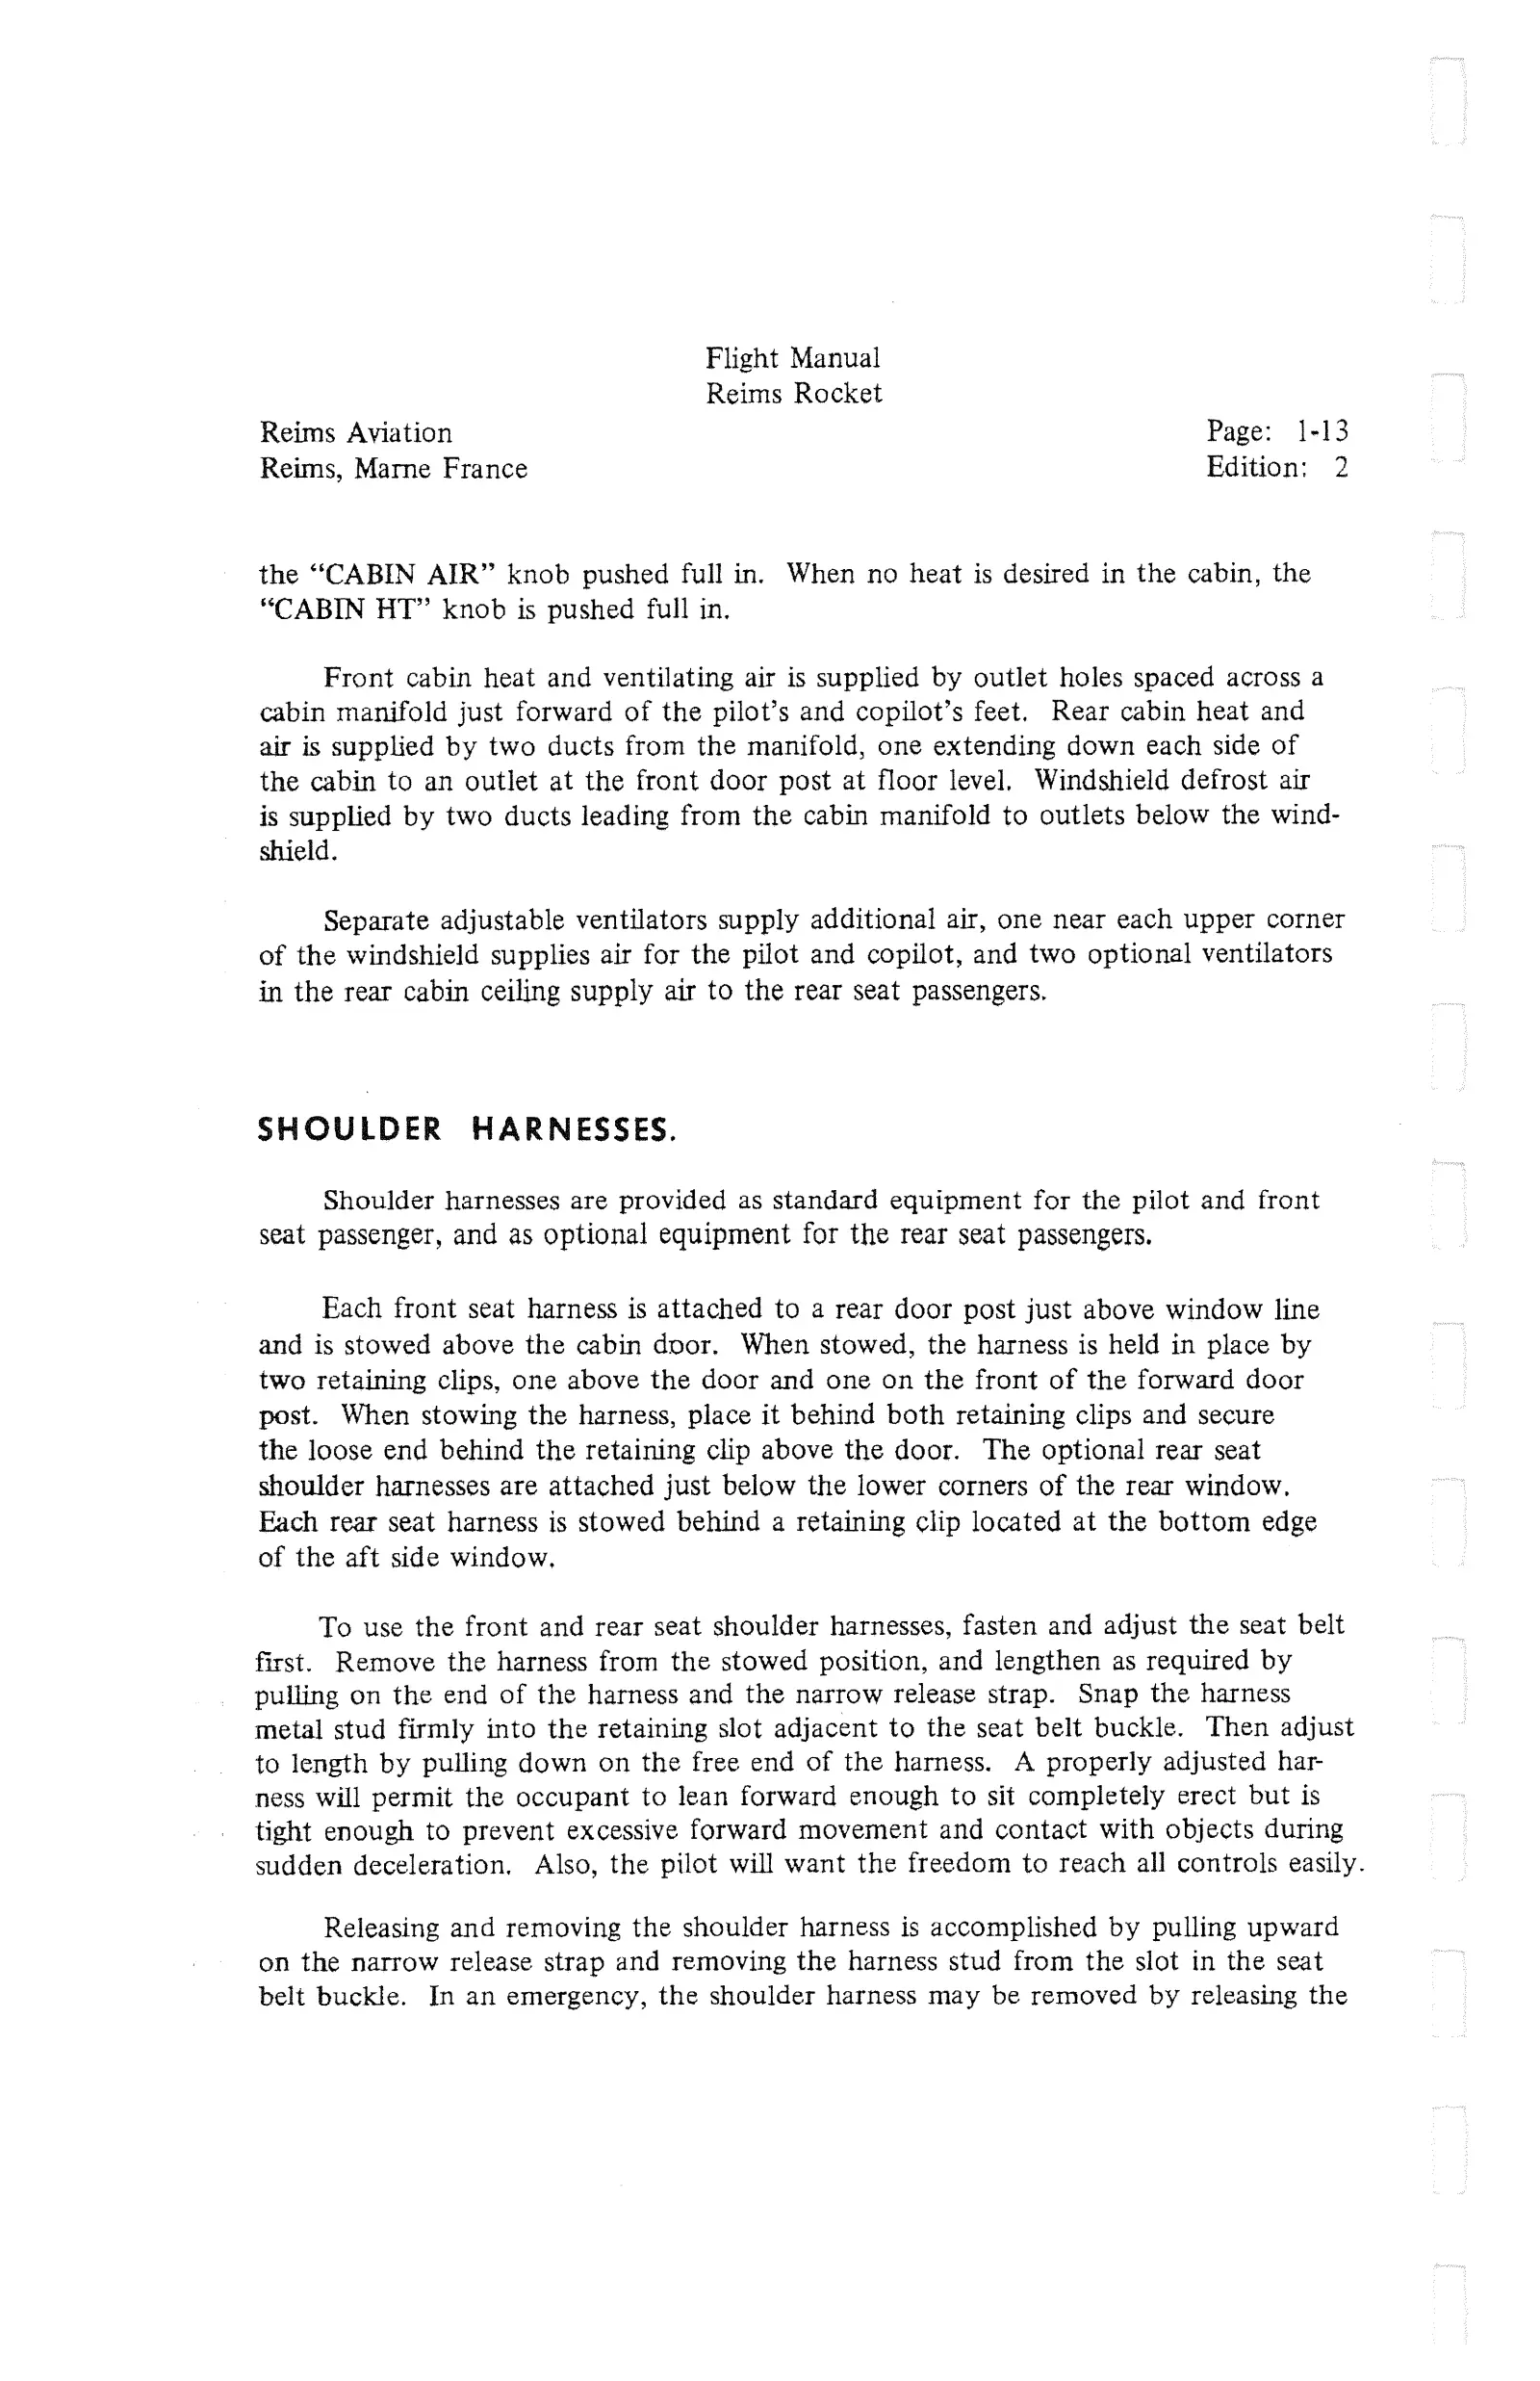 Flight Manual
Reims Rocket
Reims Aviation
Page: 1-13
Reims, Marne France
Edition: 2
the “CABIN AIR” knob pushed full in. When no heat is desired in the cabin, the
“CABIN HT” knob is pushed full in.
Front cabin heat and ventilating air is supplied by outlet holes spaced across a
cabin manifold just forward of the pilot’s and copilot’s feet. Rear cabin heat and
air is supplied by two ducts from the manifold, one extending down each side of
the cabin to an outlet at the front door post at floor level. Windshield defrost air
is supplied by two ducts leading from the cabin manifold to outlets below the wind-
shield.
Separate adjustable ventilators supply additional air, one near each upper corner
of the windshield supplies air for the pilot and copilot, and two optional ventilators
in the rear cabin ceiling supply air to the rear seat passengers.
SHOULDER HARNESSES.
Shoulder harnesses are provided as standard equipment for the pilot and front
seat passenger, and as optional equipment for the rear seat passengers.
Each front seat harness is attached to a rear door post just above window line
and is stowed above the cabin door. When stowed, the harness is held in place by
two retaining clips, one above the door and one on the front of the forward door
post. When stowing the harness, place it behind both retaining clips and secure
the loose end behind the retaining clip above the door. The optional rear seat
shoulder harnesses are attached just below the lower corners of the rear window.
Each rear seat harness is stowed behind a retaining clip located at the bottom edge
of the aft side window.
To use the front and rear seat shoulder harnesses, fasten and adjust the seat belt
first. Remove the harness from the stowed position, and lengthen as required by
pulling on the end of the harness and the narrow release strap. Snap the harness
metal stud firmly into the retaining slot adjacent to the seat belt buckle. Then adjust
to length by pulling down on the free end of the harness. A properly adjusted har-
ness will permit the occupant to lean forward enough to sit completely erect but is
tight enough to prevent excessive forward movement and contact with objects during
sudden deceleration. Also, the pilot will want the freedom to reach all controls easily.
Releasing and removing the shoulder harness is accomplished by pulling upward
on the narrow release strap and removing the harness stud from the slot in the seat
belt buckle. In an emergency, the shoulder harness may be removed by releasing the